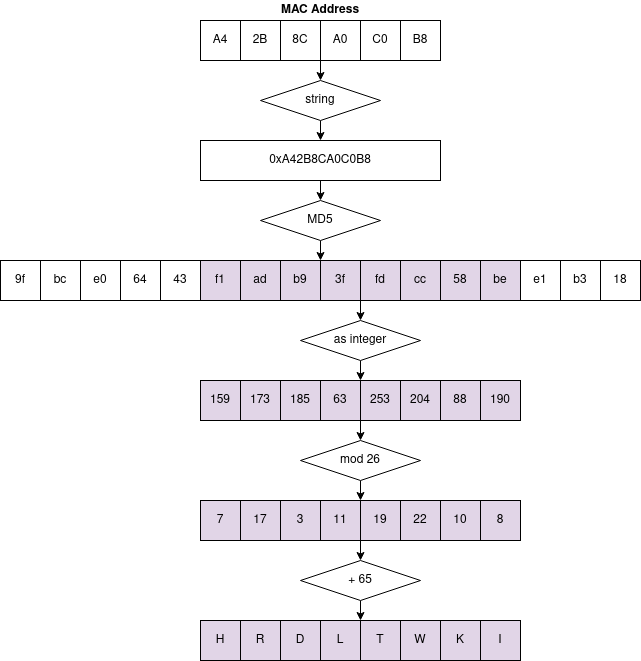 MAC Address
A4 2B 8C A0 C0 B8
string
0xA42B8CA0C0B8
MD5
9f bc e0 64 43 f1 ad b9 3f fd cc 58 be e1 b3 18
as integer
159 173 185 63 253 204 88 190
mod 26
7 17 3 11 19 22 10 8
+ 65
H R D L T W K I